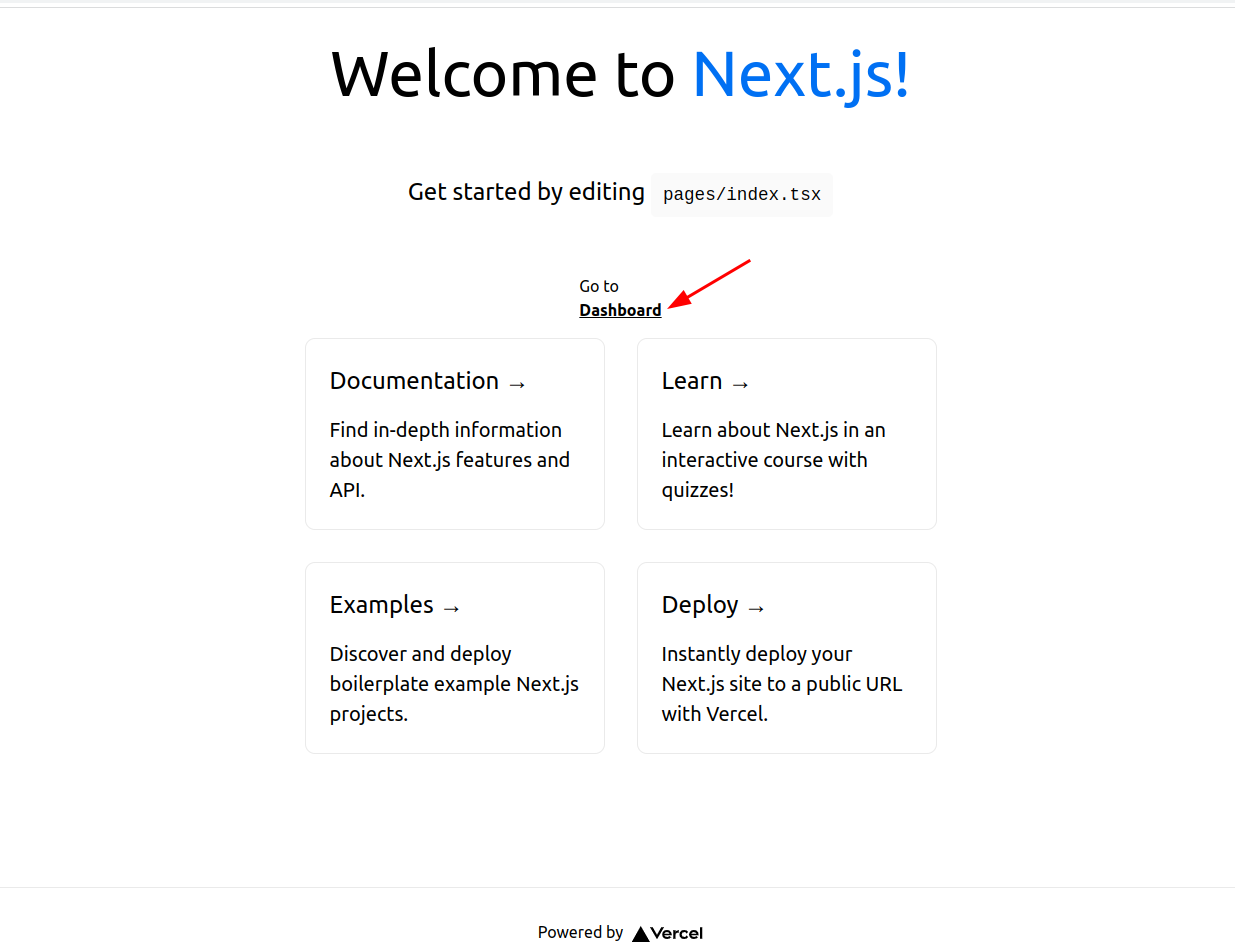 Welcome to Next.js!
Get started by editing pages/index.tsx
Go to
Dashboard
Documentation →
Find in-depth information
about Next.js features and
API.
Learn →
Learn about Next.js in an
interactive course with
quizzes!
Examples →
Discover and deploy
boilerplate example Next.js
projects.
Deploy →
Instantly deploy your
Next.js site to a public URL
with Vercel.
Powered by Vercel